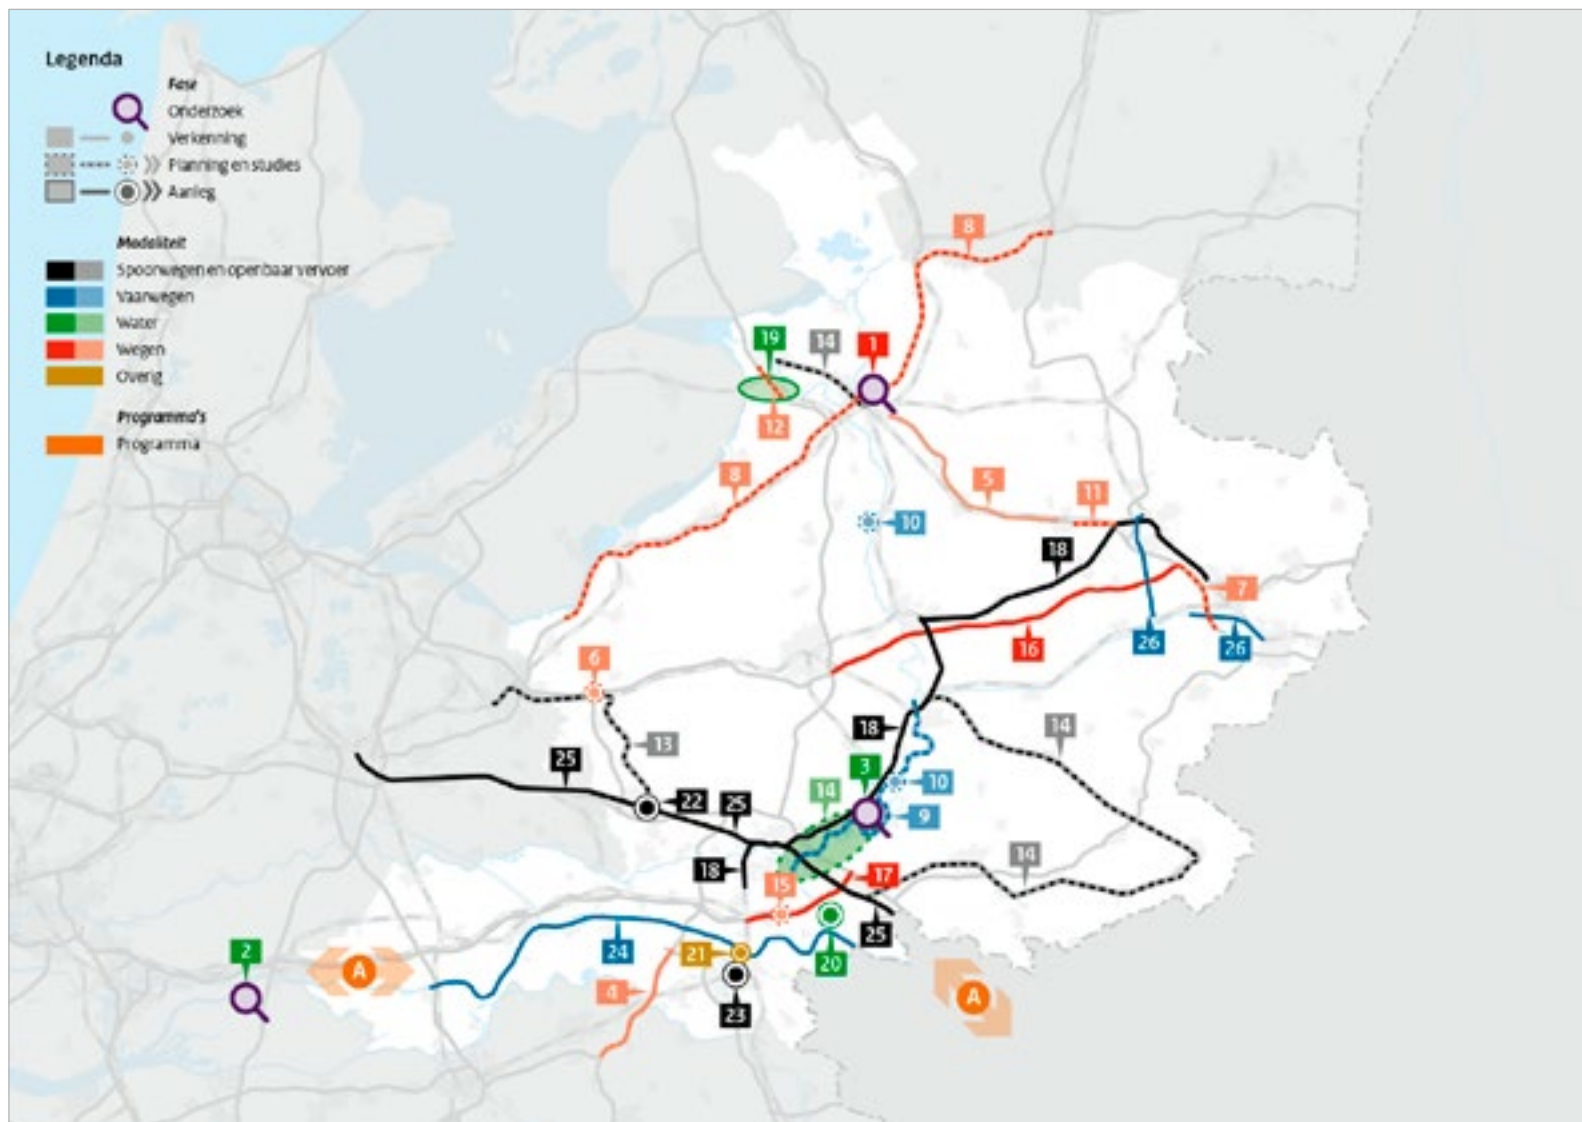 Legenda
Fase
Onderzoek
Verkenning
Planning en studies
Aanleg
Modaliteit
Spoorwegen en openbaar vervoer
Vaarwegen
Water
Wegen
Overig
Programma's
Programma
8
19
14
1
12
8
5
11
10
18
7
16
26
26
6
13
18
14
25
3
10
22
25
14
9
18
17
14
15
25
2
A
24
21
20
4
23
A